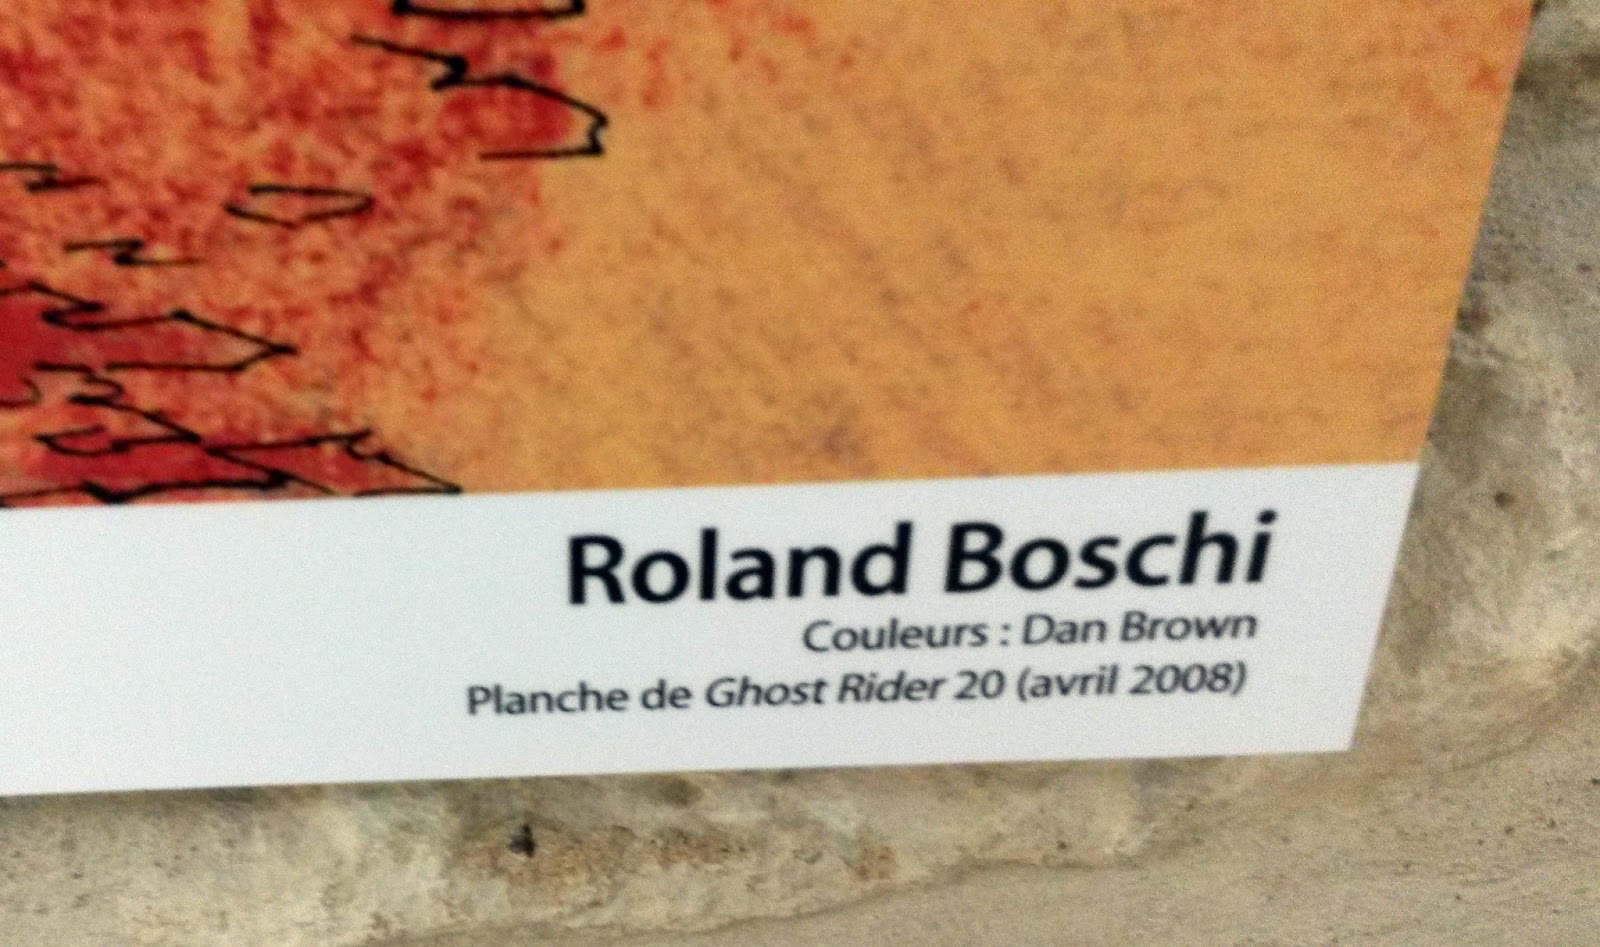 Roland Boschi
Couleurs : Dan Brown
Planche de Ghost Rider 20 (avril 2008)